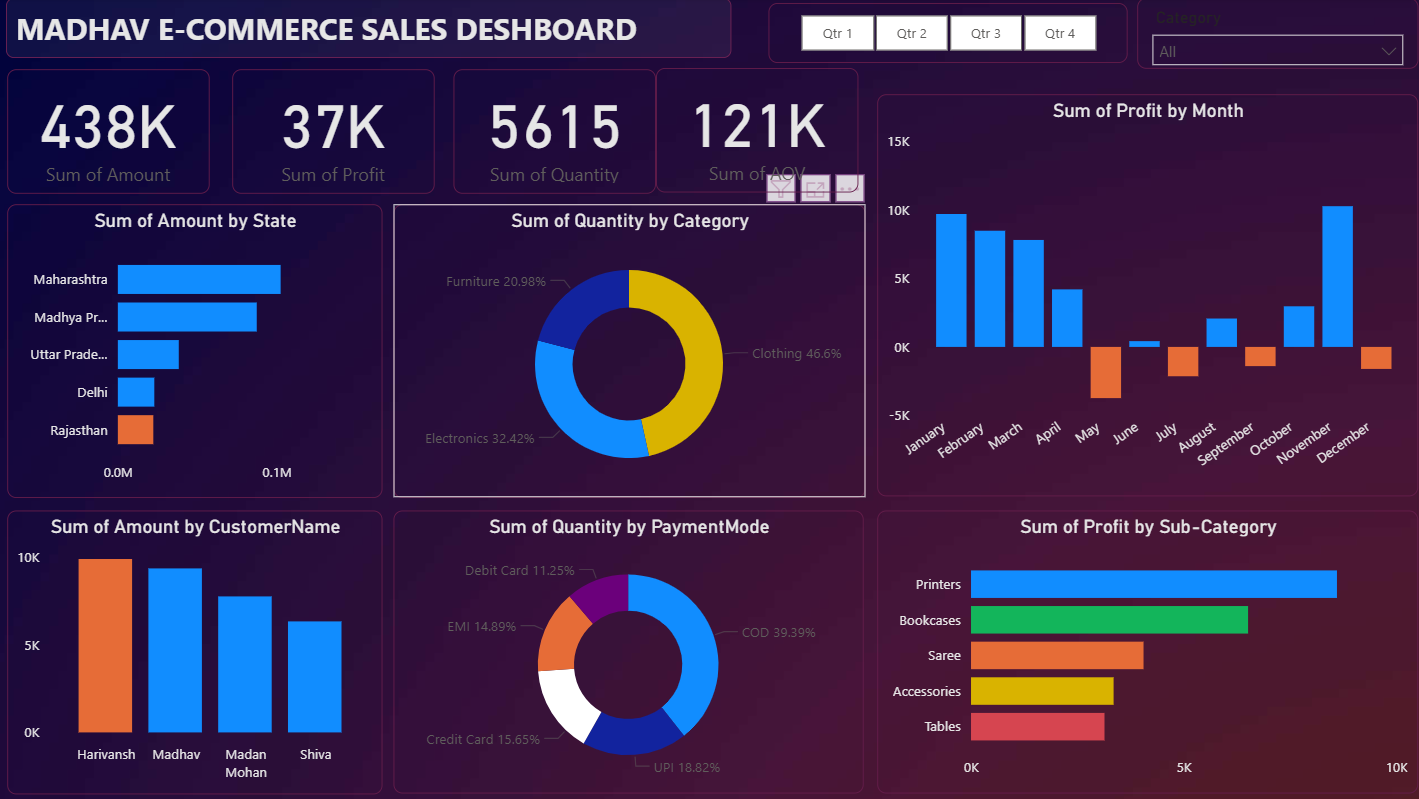 MADHAV E-COMMERCE SALES DESHBOARD
Qtr 1
Qtr 2
Qtr 3
Qtr 4
Category
All
438K
Sum of Amount
37K
Sum of Profit
5615
Sum of Quantity
121K
Sum of AOV
Sum of Amount by State
Maharashtra
Madhya Pr...
Uttar Prade...
Delhi
Rajasthan
0.0M
0.1M
Sum of Quantity by Category
Furniture 20.98%
Clothing 46.6%
Electronics 32.42%
Sum of Profit by Month
15K
10K
5K
0K
-5K
January
February
March
April
May
June
July
August
September
October
November
December
Sum of Amount by CustomerName
10K
5K
0K
Harivansh
Madhav
Madan
Mohan
Shiva
Sum of Quantity by PaymentMode
Debit Card 11.25%
EMI 14.89%
COD 39.39%
Credit Card 15.65%
UPI 18.82%
Sum of Profit by Sub-Category
Printers
Bookcases
Saree
Accessories
Tables
0K
5K
10K